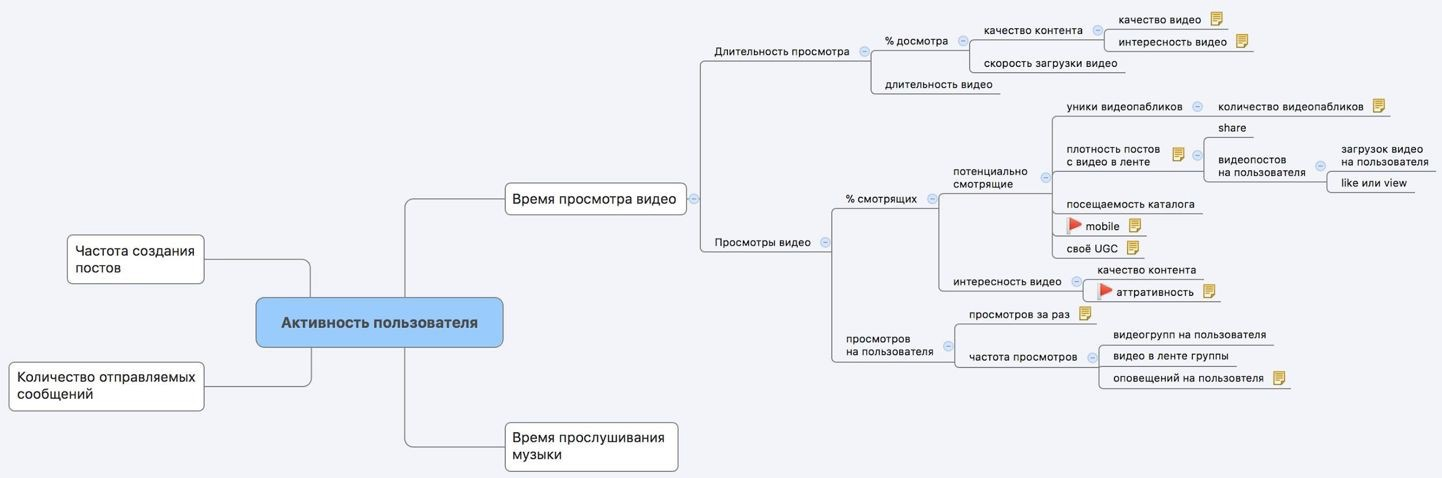 Активность пользователя
Частота создания
постов
Количество отправляемых
сообщений
Время просмотра видео
Длительность просмотра
% досмотра
качество контента
качество видео
интересность видео
скорость загрузки видео
длительность видео
Просмотры видео
% смотрящих
потенциально
смотрящие
уники видеопабликов
количество видеопабликов
плотность постов
с видео в ленте
share
видеопостов
на пользователя
загрузок видео
на пользователя
like или view
посещаемость каталога
mobile
своё UGC
интересность видео
качество контента
аттративность
просмотров
на пользователя
просмотров за раз
частота просмотров
видеогрупп на пользователя
видео в ленте группы
оповещений на пользовтеля
Время прослушивания
музыки